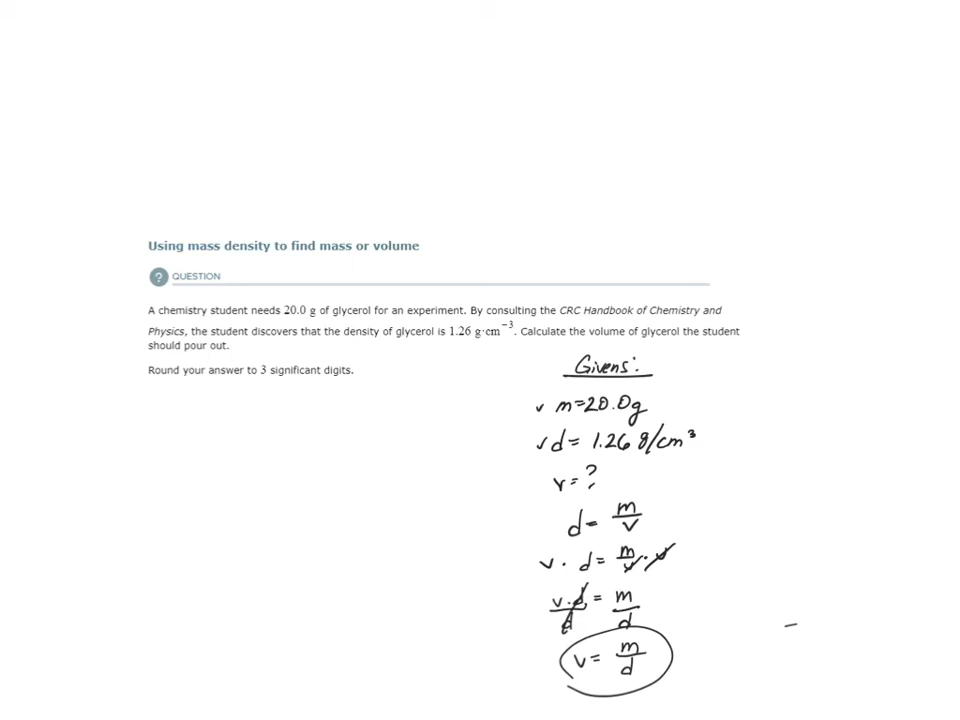 Using mass density to find mass or volume
? QUESTION
A chemistry student needs 20.0 g of glycerol for an experiment. By consulting the CRC Handbook of Chemistry and
Physics, the student discovers that the density of glycerol is 1.26 g·cm⁻³. Calculate the volume of glycerol the student
should pour out.
Round your answer to 3 significant digits.
Givens:
✓ m=20.0g
✓ d= 1.26 g/cm³
v= ?
d= m/v
v · d= m/v · v
v·d/d = m/d
v= m/d